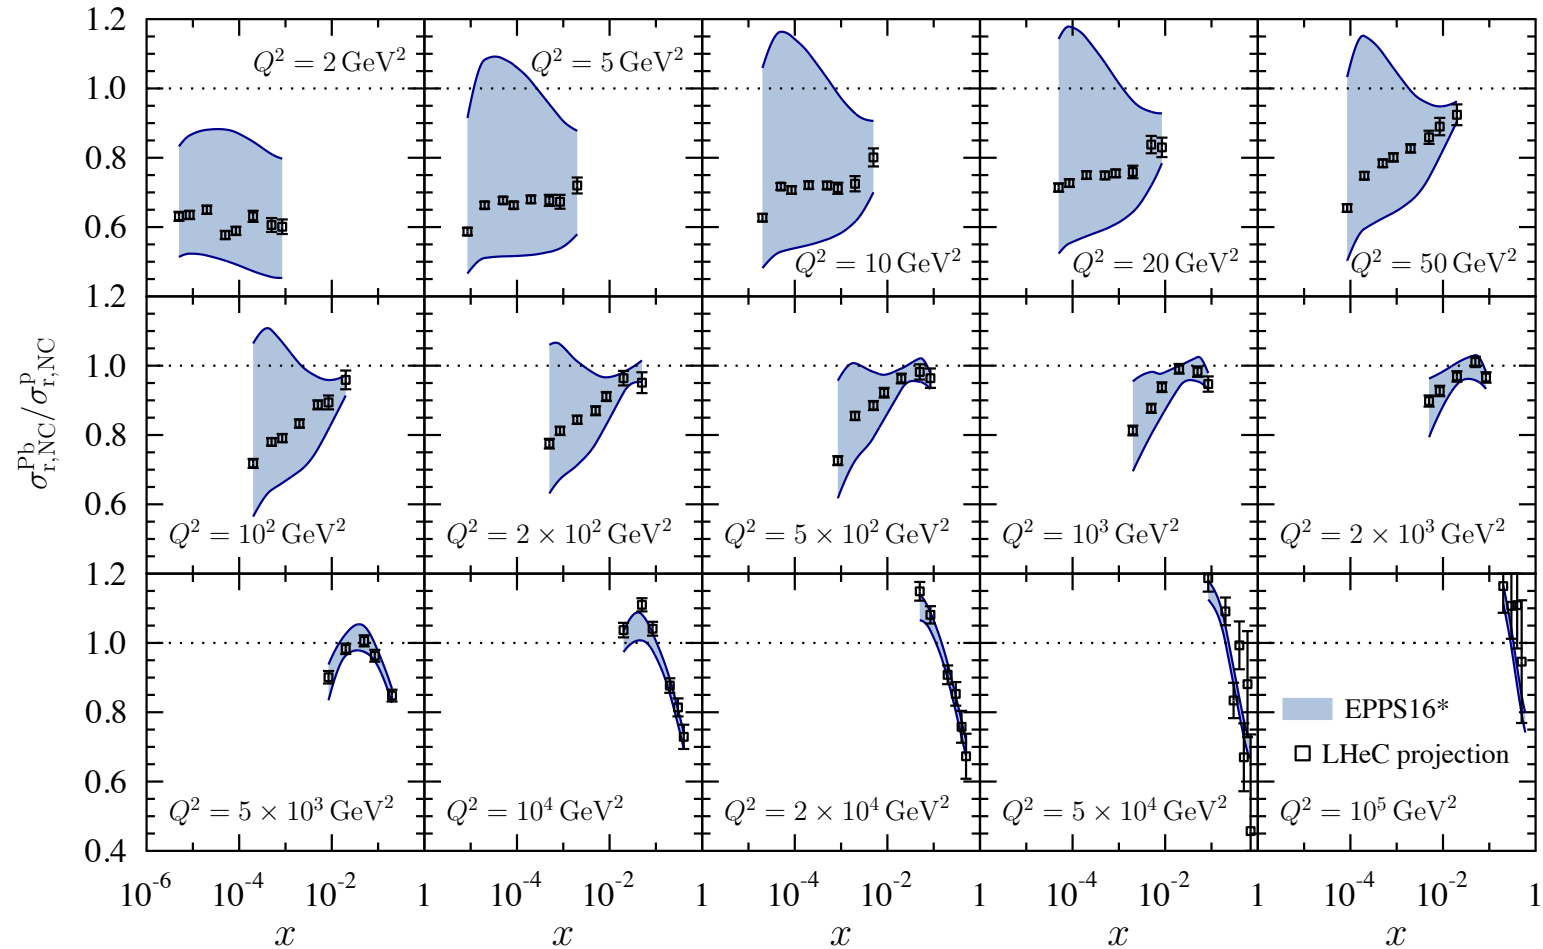 1.2
Q² = 2 GeV²
Q² = 5 GeV²
1.0
0.8
0.6
Q² = 10 GeV²
Q² = 20 GeV²
Q² = 50 GeV²
1.2
1.0
σ^Pb_r,NC/σ^p_r,NC
0.8
0.6
Q² = 10² GeV²
Q² = 2 × 10² GeV²
Q² = 5 × 10² GeV²
Q² = 10³ GeV²
Q² = 2 × 10³ GeV²
1.2
1.0
0.8
EPPS16*
LHeC projection
0.6
Q² = 5 × 10³ GeV²
Q² = 10⁴ GeV²
Q² = 2 × 10⁴ GeV²
Q² = 5 × 10⁴ GeV²
Q² = 10⁵ GeV²
0.4
10⁻⁶ 10⁻⁴ 10⁻² 1 10⁻⁴ 10⁻² 1 10⁻⁴ 10⁻² 1 10⁻⁴ 10⁻² 1 10⁻⁴ 10⁻² 1
x x x x x